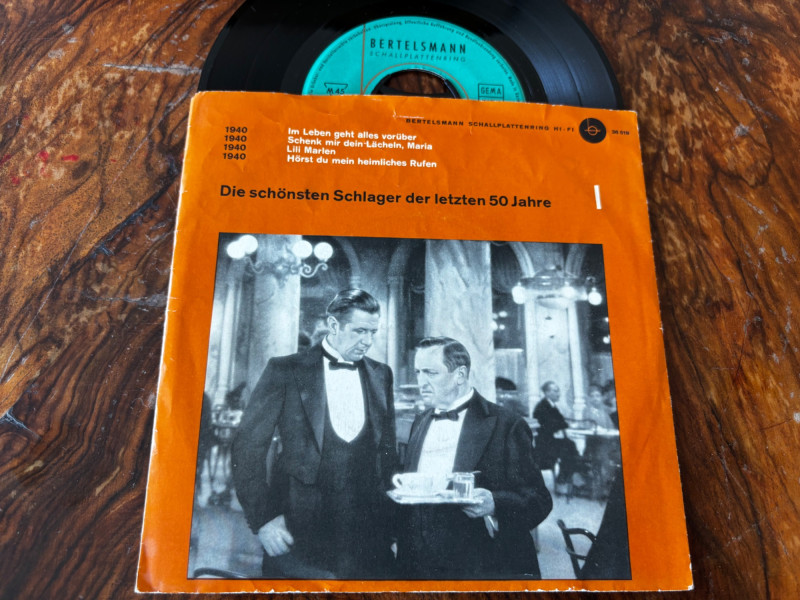 BERTELSMANN
SCHALLPLATTENRING
M 45
GEMA
BERTELSMANN SCHALLPLATTENRING HI-FI
1940 Im Leben geht alles vorüber
1940 Schenk mir dein Lächeln, Maria
1940 Lili Marlen
1940 Hörst du mein heimliches Rufen
Die schönsten Schlager der letzten 50 Jahre
I